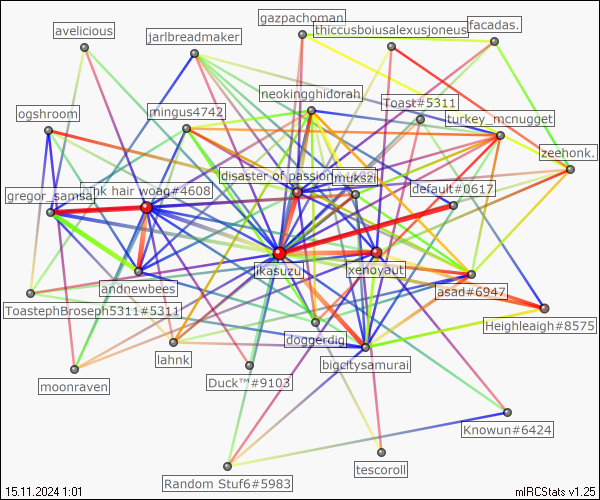 gazpachoman
facadas.
avelicious
thiccusboiusalexusjoneus
jarlbreadmaker
neokingghidorah
Toast#5311
ogshroom
mingus4742
turkey_mcnugget
zeehonk.
disaster of passion
mukszi
gregor_samsa
pink hair woag#4608
default#0617
ikasuzu
xenoyaut
andnewbees
asad#6947
ToastephBroseph5311#5311
Heighleaigh#8575
doggerdig
lahnk
bigcitysamurai
moonraven
Duck™#9103
Knowun#6424
tescoroll
Random Stuf6#5983
15.11.2024 1:01
mIRCStats v1.25